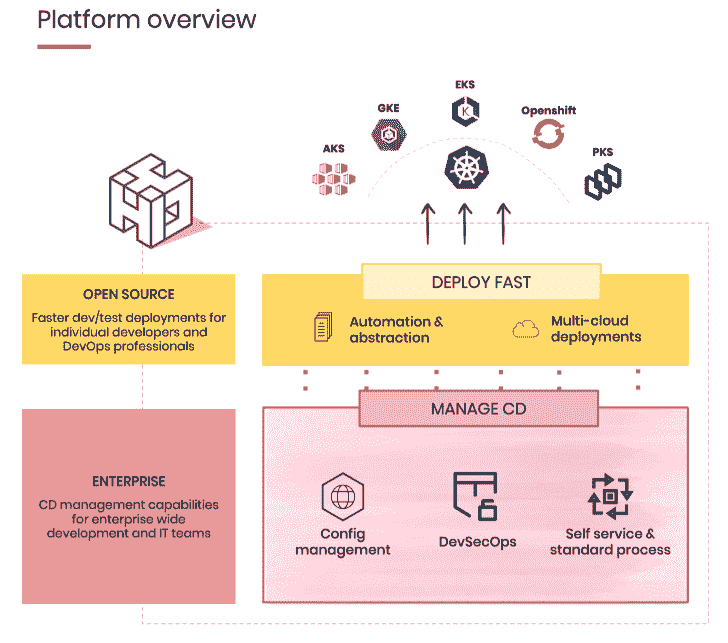 Platform overview
EKS
GKE
Openshift
AKS
PKS
K
DEPLOY FAST
OPEN SOURCE
Faster dev/test deployments for
individual developers and
DevOps professionals
Automation &
abstraction
Multi-cloud
deployments
MANAGE CD
ENTERPRISE
CD management capabilities
for enterprise wide
development and IT teams
Config
management
DevSecOps
Self service &
standard process